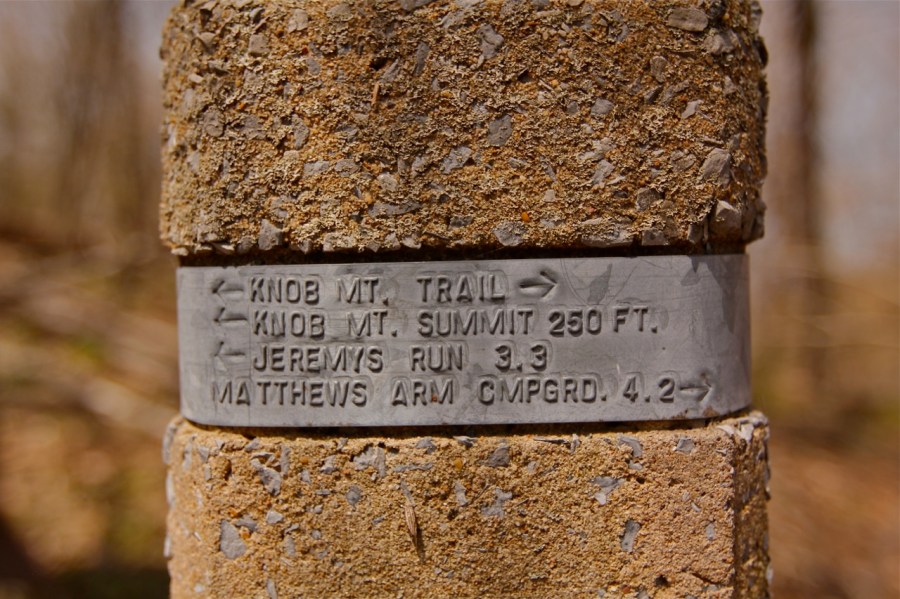 ← KNOB MT. TRAIL →
← KNOB MT. SUMMIT 250 FT.
← JEREMYS RUN 3.3
MATTHEWS ARM CMPGRD. 4.2 →